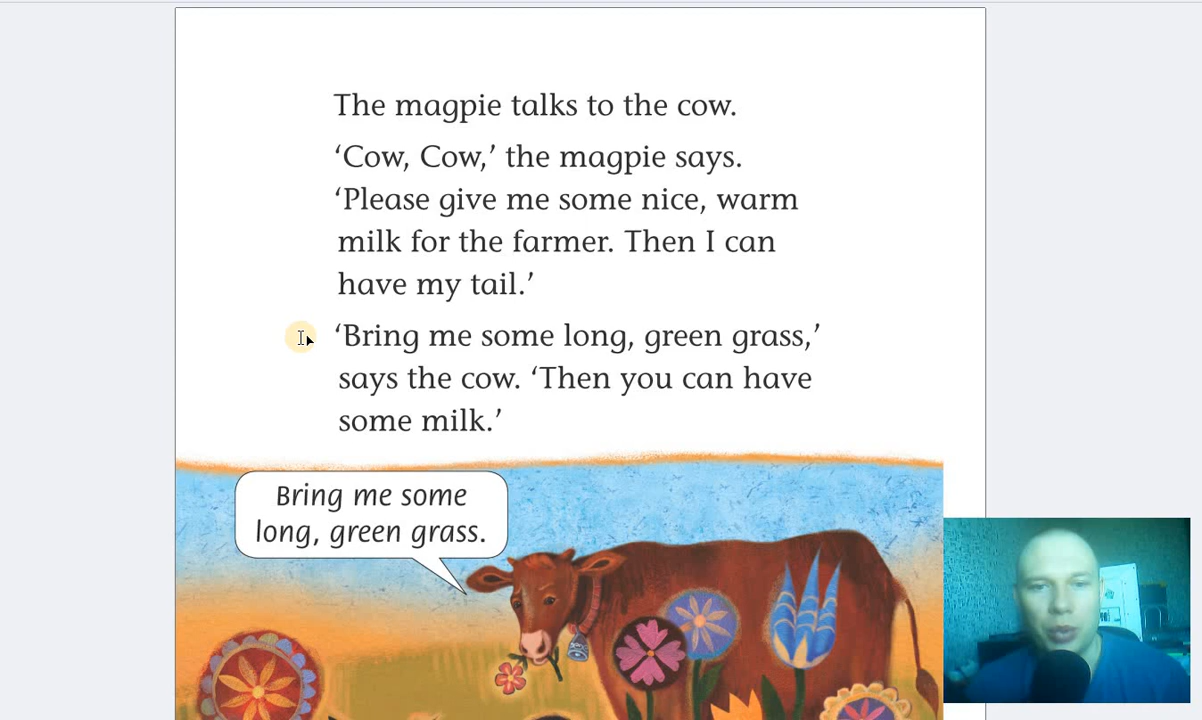 The magpie talks to the cow.
‘Cow, Cow,’ the magpie says.
‘Please give me some nice, warm
milk for the farmer. Then I can
have my tail.’
‘Bring me some long, green grass,’
says the cow. ‘Then you can have
some milk.’
Bring me some
long, green grass.